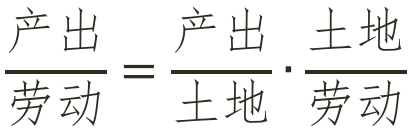 产出/劳动 = 产出/土地 · 土地/劳动